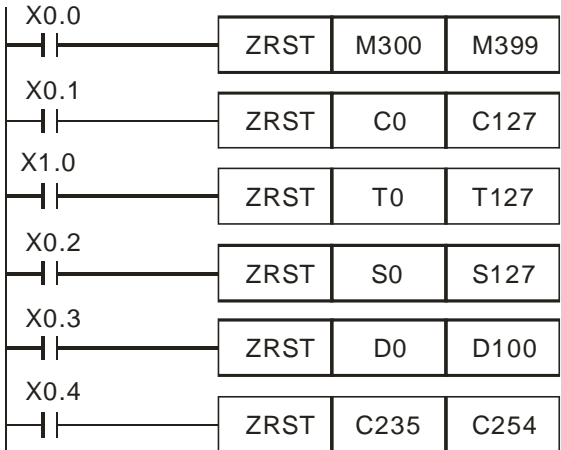 X0.0
ZRST M300 M399
X0.1
ZRST C0 C127
X1.0
ZRST T0 T127
X0.2
ZRST S0 S127
X0.3
ZRST D0 D100
X0.4
ZRST C235 C254